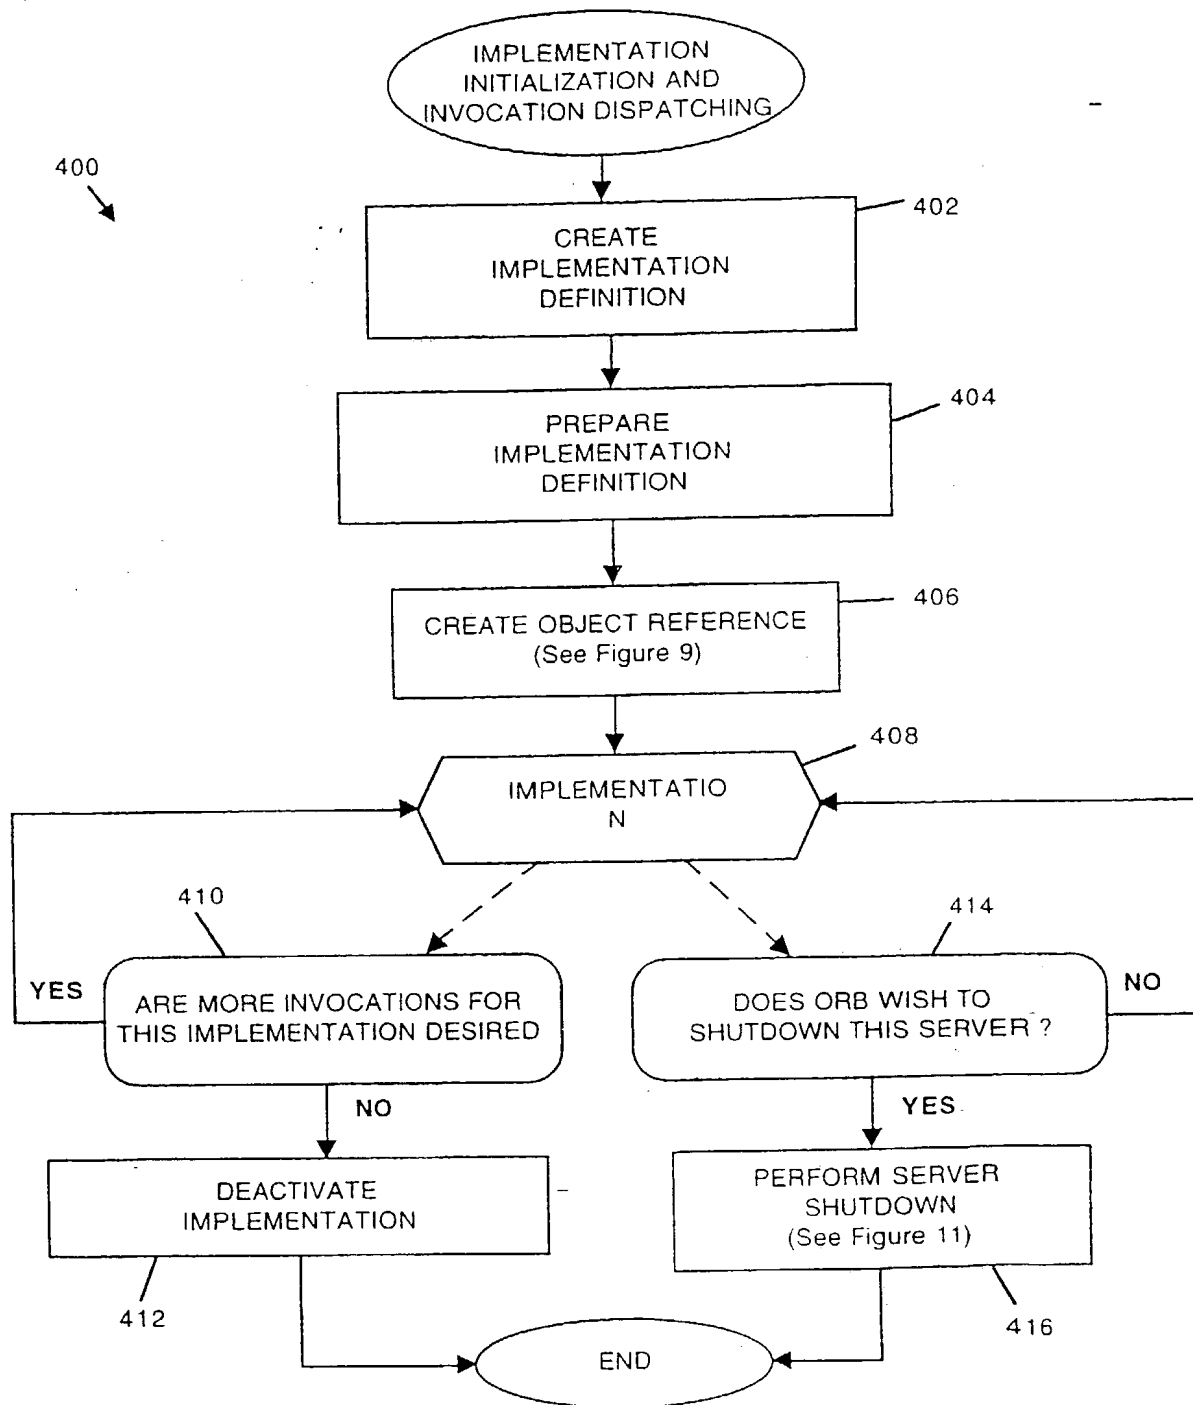 IMPLEMENTATION
INITIALIZATION AND
INVOCATION DISPATCHING
400
402
CREATE
IMPLEMENTATION
DEFINITION
404
PREPARE
IMPLEMENTATION
DEFINITION
406
CREATE OBJECT REFERENCE
(See Figure 9)
408
IMPLEMENTATIO
N
410
414
YES
ARE MORE INVOCATIONS FOR
THIS IMPLEMENTATION DESIRED
DOES ORB WISH TO
SHUTDOWN THIS SERVER ?
NO
NO
YES
DEACTIVATE
IMPLEMENTATION
PERFORM SERVER
SHUTDOWN
(See Figure 11)
412
416
END